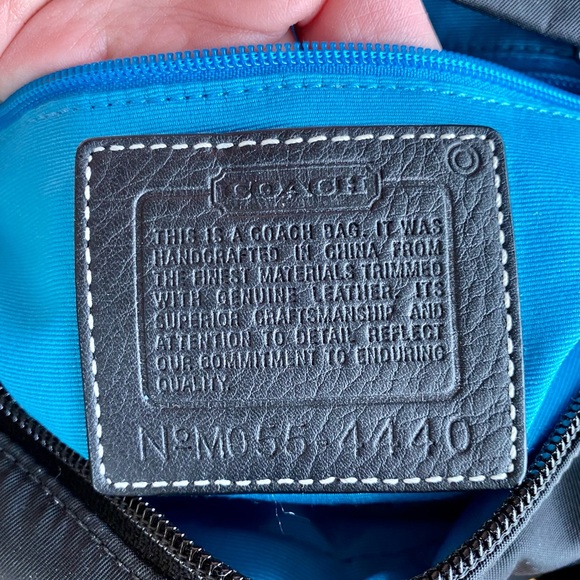 COACH
THIS IS A COACH BAG. IT WAS
HANDCRAFTED IN CHINA FROM
THE FINEST MATERIALS TRIMMED
WITH GENUINE LEATHER. ITS
SUPERIOR CRAFTSMANSHIP AND
ATTENTION TO DETAIL REFLECT
OUR COMMITMENT TO ENDURING
QUALITY.
NºM055-4440